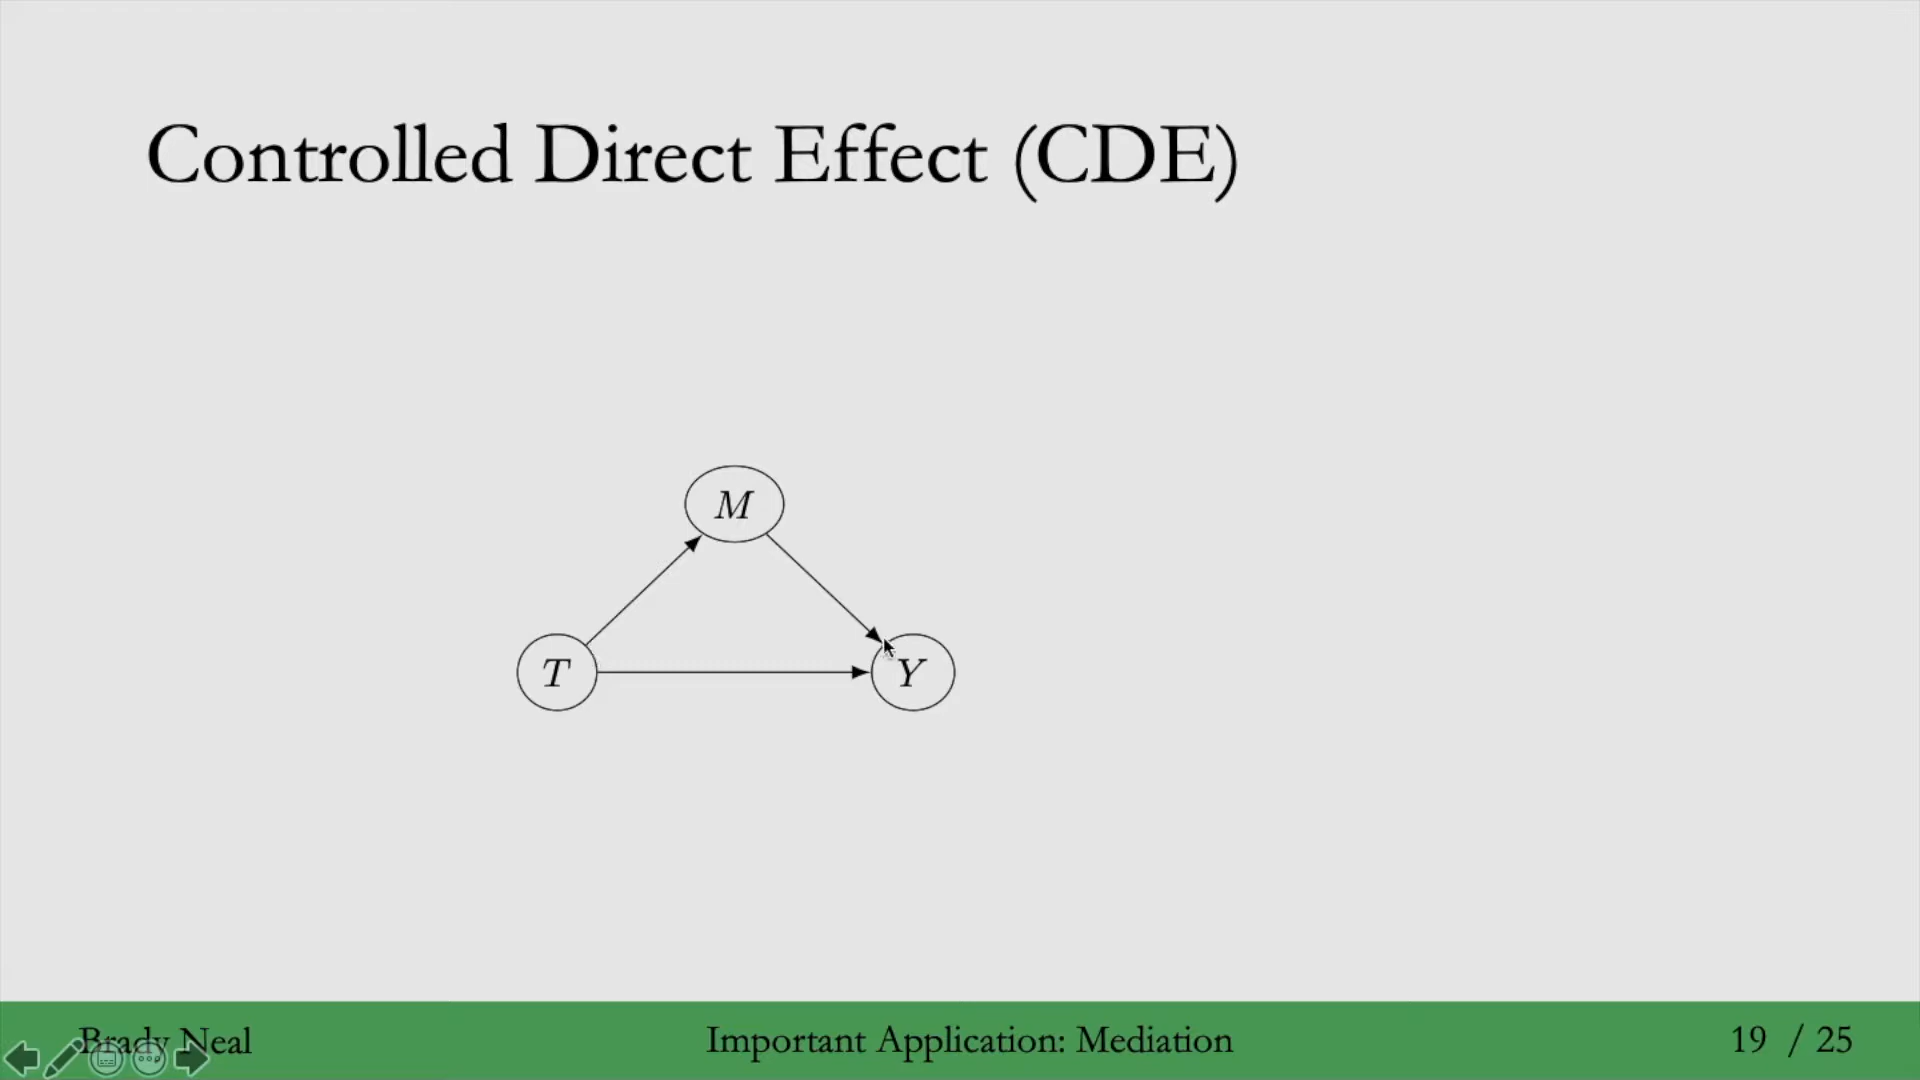 Controlled Direct Effect (CDE)
M
T
Y
Brady Neal
Important Application: Mediation
19 / 25